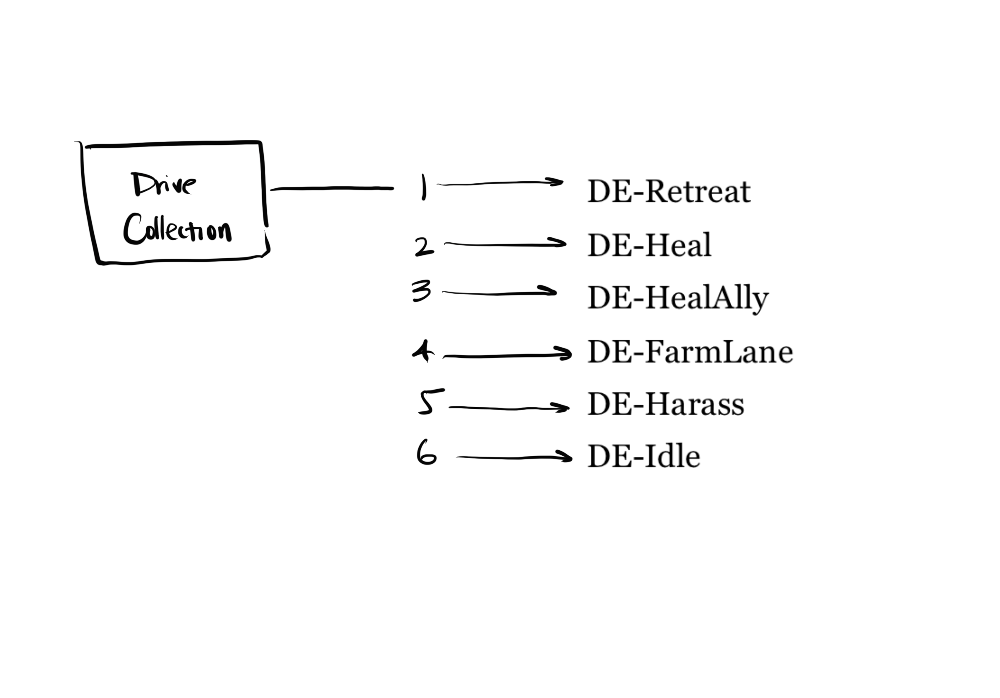 Drive
Collection
1 DE-Retreat
2 DE-Heal
3 DE-HealAlly
4 DE-FarmLane
5 DE-Harass
6 DE-Idle